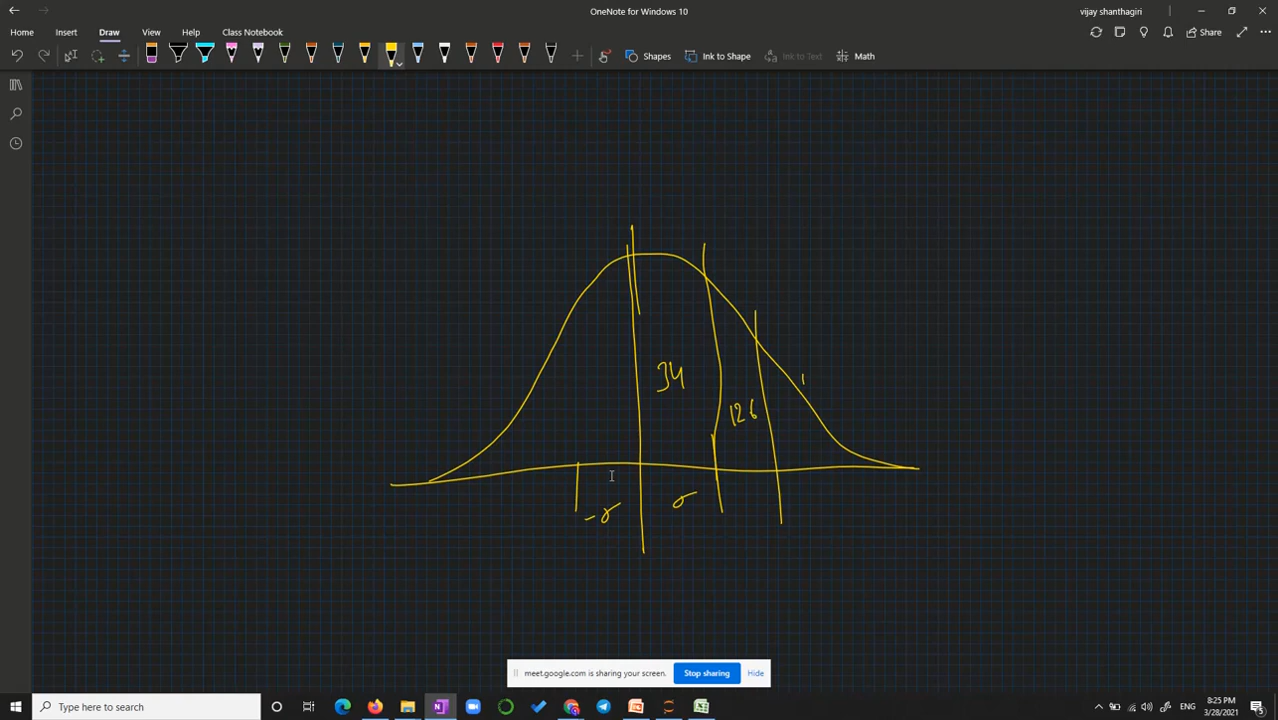 OneNote for Windows 10
vijay shanthagiri
Home Insert Draw View Help Class Notebook
Share
Shapes Ink to Shape Ink to Text Math
34
126
-σ σ
meet.google.com is sharing your screen. Stop sharing Hide
Type here to search
ENG 8:25 PM
3/28/2021